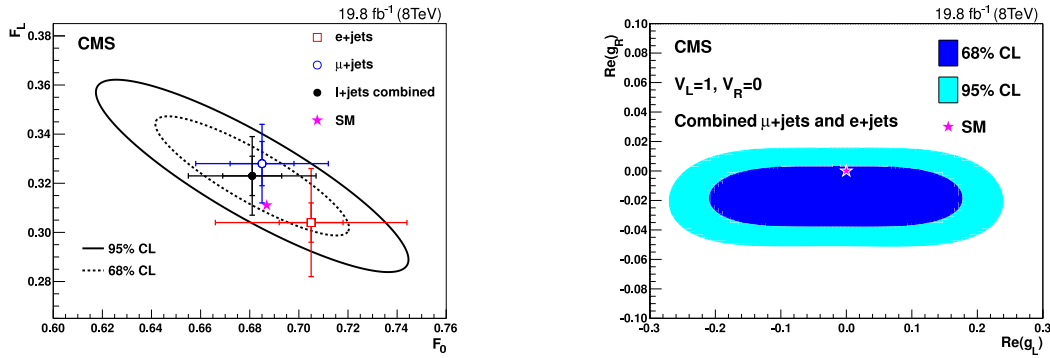 19.8 fb⁻¹ (8TeV)
F_L
CMS
e+jets
μ+jets
l+jets combined
SM
0.38
0.36
0.34
0.32
0.30
0.28
95% CL
68% CL
0.60 0.62 0.64 0.66 0.68 0.70 0.72 0.74 0.76
F_0
19.8 fb⁻¹ (8TeV)
Re(g_R)
CMS
68% CL
V_L=1, V_R=0
95% CL
Combined μ+jets and e+jets
SM
0.10
0.08
0.06
0.04
0.02
0.00
-0.02
-0.04
-0.06
-0.08
-0.10
-0.3 -0.2 -0.1 0.0 0.1 0.2 0.3
Re(g_L)